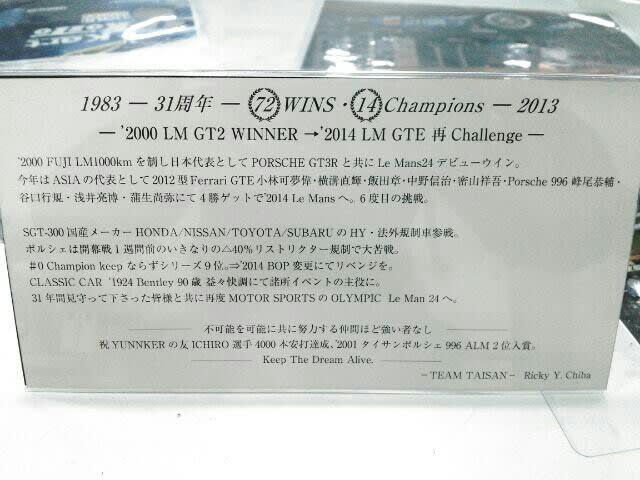 1983 ― 31周年 ― 72 WINS・14 Champions ― 2013
― '2000 LM GT2 WINNER →'2014 LM GTE 再 Challenge ―
'2000 FUJI LM1000km を制し日本代表として PORSCHE GT3R と共に Le Mans24 デビューウイン。
今年は ASIA の代表として 2012 型 Ferrari GTE 小林可夢偉・横溝直輝・飯田章・中野信治・密山祥吾・Porsche 996 峰尾恭輔・
谷口行規・浅井亮博・蒲生尚弥にて 4 勝ゲットで'2014 Le Mans へ。6 度目の挑戦。
SGT-300 国産メーカー HONDA/NISSAN/TOYOTA/SUBARU の HY・法外規制車参戦。
ポルシェは開幕戦 1 週間前のいきなりの△40%リストリクター規制で大苦戦。
#0 Champion keep ならずシリーズ 9 位。⇒'2014 BOP 変更にてリベンジを。
CLASSIC CAR '1924 Bentley 90 歳 益々快調にて諸所イベントの主役に。
31 年間見守って下さった皆様と共に再度 MOTOR SPORTS の OLYMPIC Le Man 24 へ。
不可能を可能に共に努力する仲間ほど強い者なし
祝 YUNNKER の友 ICHIRO 選手 4000 本安打達成、'2001 タイサンポルシェ 996 ALM 2 位入賞。
Keep The Dream Alive.
－TEAM TAISAN－ Ricky Y. Chiba